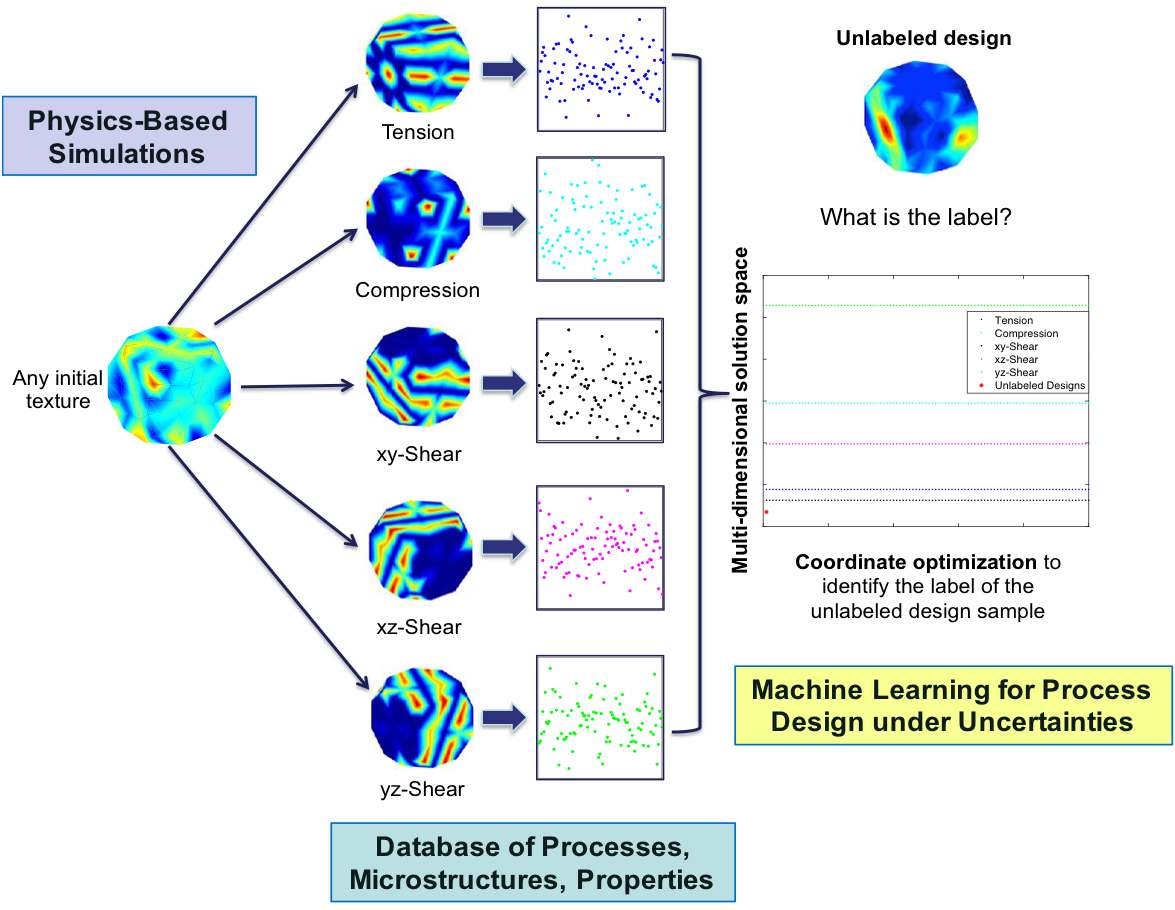 Physics-Based
Simulations
Any initial
texture
Tension
Compression
xy-Shear
xz-Shear
yz-Shear
Database of Processes,
Microstructures, Properties
Unlabeled design
What is the label?
Multi-dimensional solution space
Tension
Compression
xy-Shear
xz-Shear
yz-Shear
Unlabeled Designs
Coordinate optimization to
identify the label of the
unlabeled design sample
Machine Learning for Process
Design under Uncertainties